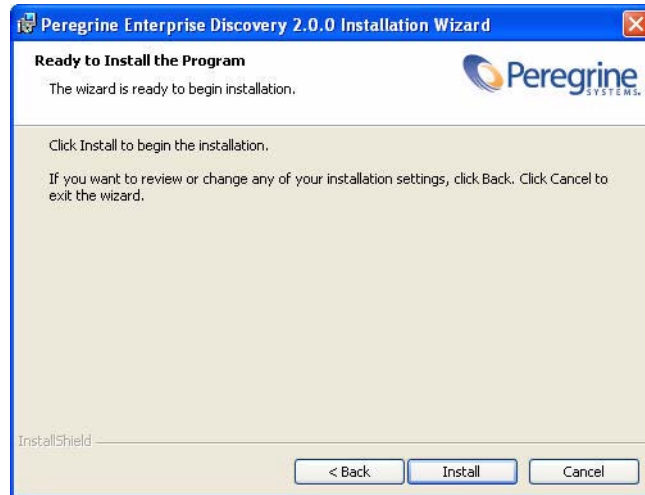 Peregrine Enterprise Discovery 2.0.0 Installation Wizard
Ready to Install the Program
The wizard is ready to begin installation.
Peregrine
SYSTEMS.
Click Install to begin the installation.
If you want to review or change any of your installation settings, click Back. Click Cancel to
exit the wizard.
InstallShield
< Back
Install
Cancel